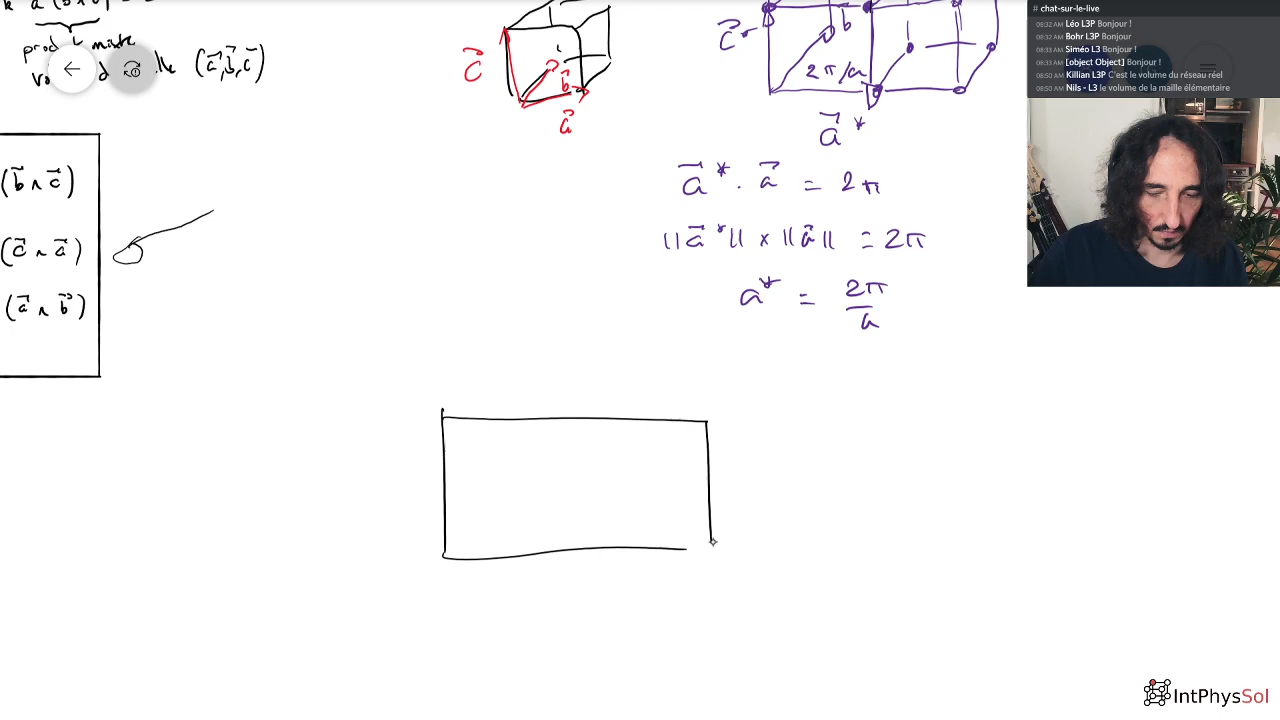 produit mixte
(a⃗, b⃗, c⃗)
(b⃗ ∧ c⃗)
(c⃗ ∧ a⃗)
(a⃗ ∧ b⃗)
c⃗
b⃗
a⃗
c⃗*
b
2π/a
a⃗*
a⃗* . a⃗ = 2π
||a⃗*|| × ||a⃗|| = 2π
a* = 2π/a
# chat-sur-le-live
08:32 AM Léo L3P Bonjour !
08:32 AM Bohr L3P Bonjour
08:33 AM Siméo L3 Bonjour !
08:33 AM [object Object] Bonjour !
08:50 AM Killian L3P C'est le volume du réseau réel
08:50 AM Nils - L3 le volume de la maille élémentaire
IntPhysSol